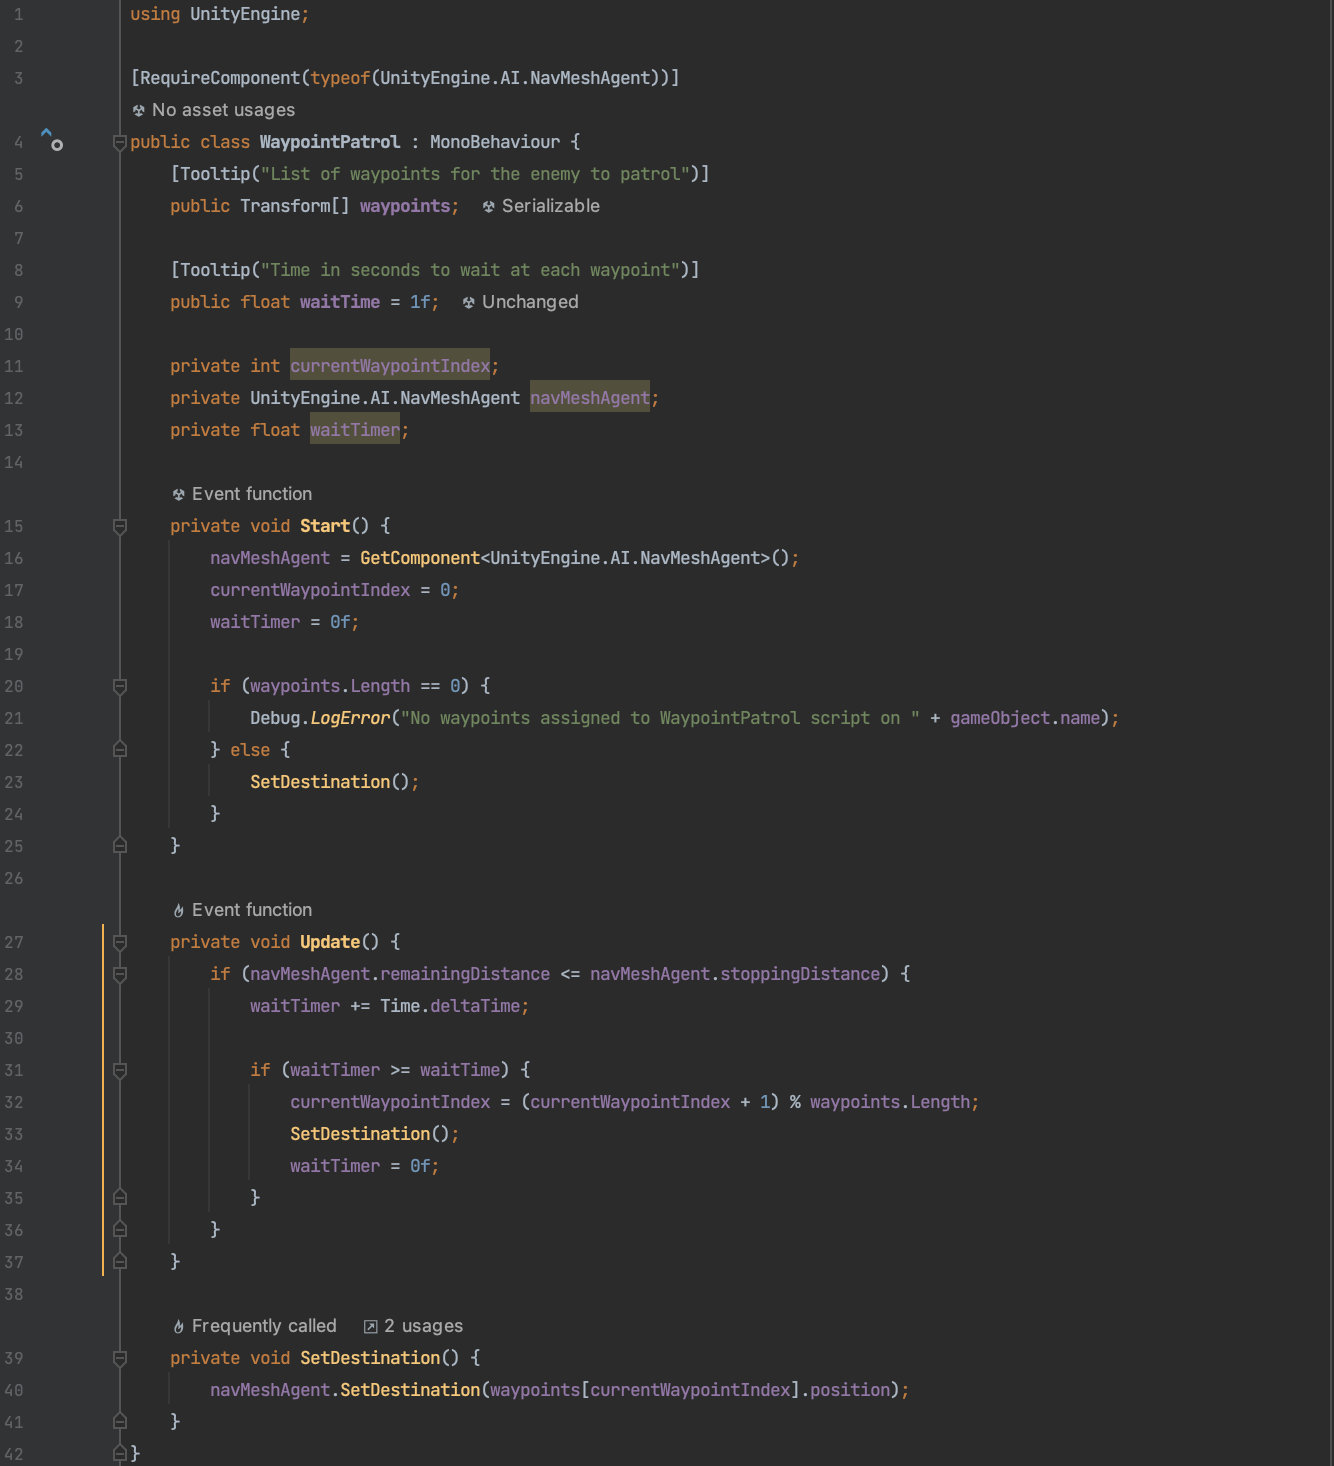 1 using UnityEngine;
2
3 [RequireComponent(typeof(UnityEngine.AI.NavMeshAgent))]
No asset usages
4 public class WaypointPatrol : MonoBehaviour {
5     [Tooltip("List of waypoints for the enemy to patrol")]
6     public Transform[] waypoints; Serializable
7
8     [Tooltip("Time in seconds to wait at each waypoint")]
9     public float waitTime = 1f; Unchanged
10
11     private int currentWaypointIndex;
12     private UnityEngine.AI.NavMeshAgent navMeshAgent;
13     private float waitTimer;
14
Event function
15     private void Start() {
16         navMeshAgent = GetComponent<UnityEngine.AI.NavMeshAgent>();
17         currentWaypointIndex = 0;
18         waitTimer = 0f;
19
20         if (waypoints.Length == 0) {
21             Debug.LogError("No waypoints assigned to WaypointPatrol script on " + gameObject.name);
22         } else {
23             SetDestination();
24         }
25     }
26
Event function
27     private void Update() {
28         if (navMeshAgent.remainingDistance <= navMeshAgent.stoppingDistance) {
29             waitTimer += Time.deltaTime;
30
31             if (waitTimer >= waitTime) {
32                 currentWaypointIndex = (currentWaypointIndex + 1) % waypoints.Length;
33                 SetDestination();
34                 waitTimer = 0f;
35             }
36         }
37     }
38
Frequently called 2 usages
39     private void SetDestination() {
40         navMeshAgent.SetDestination(waypoints[currentWaypointIndex].position);
41     }
42 }